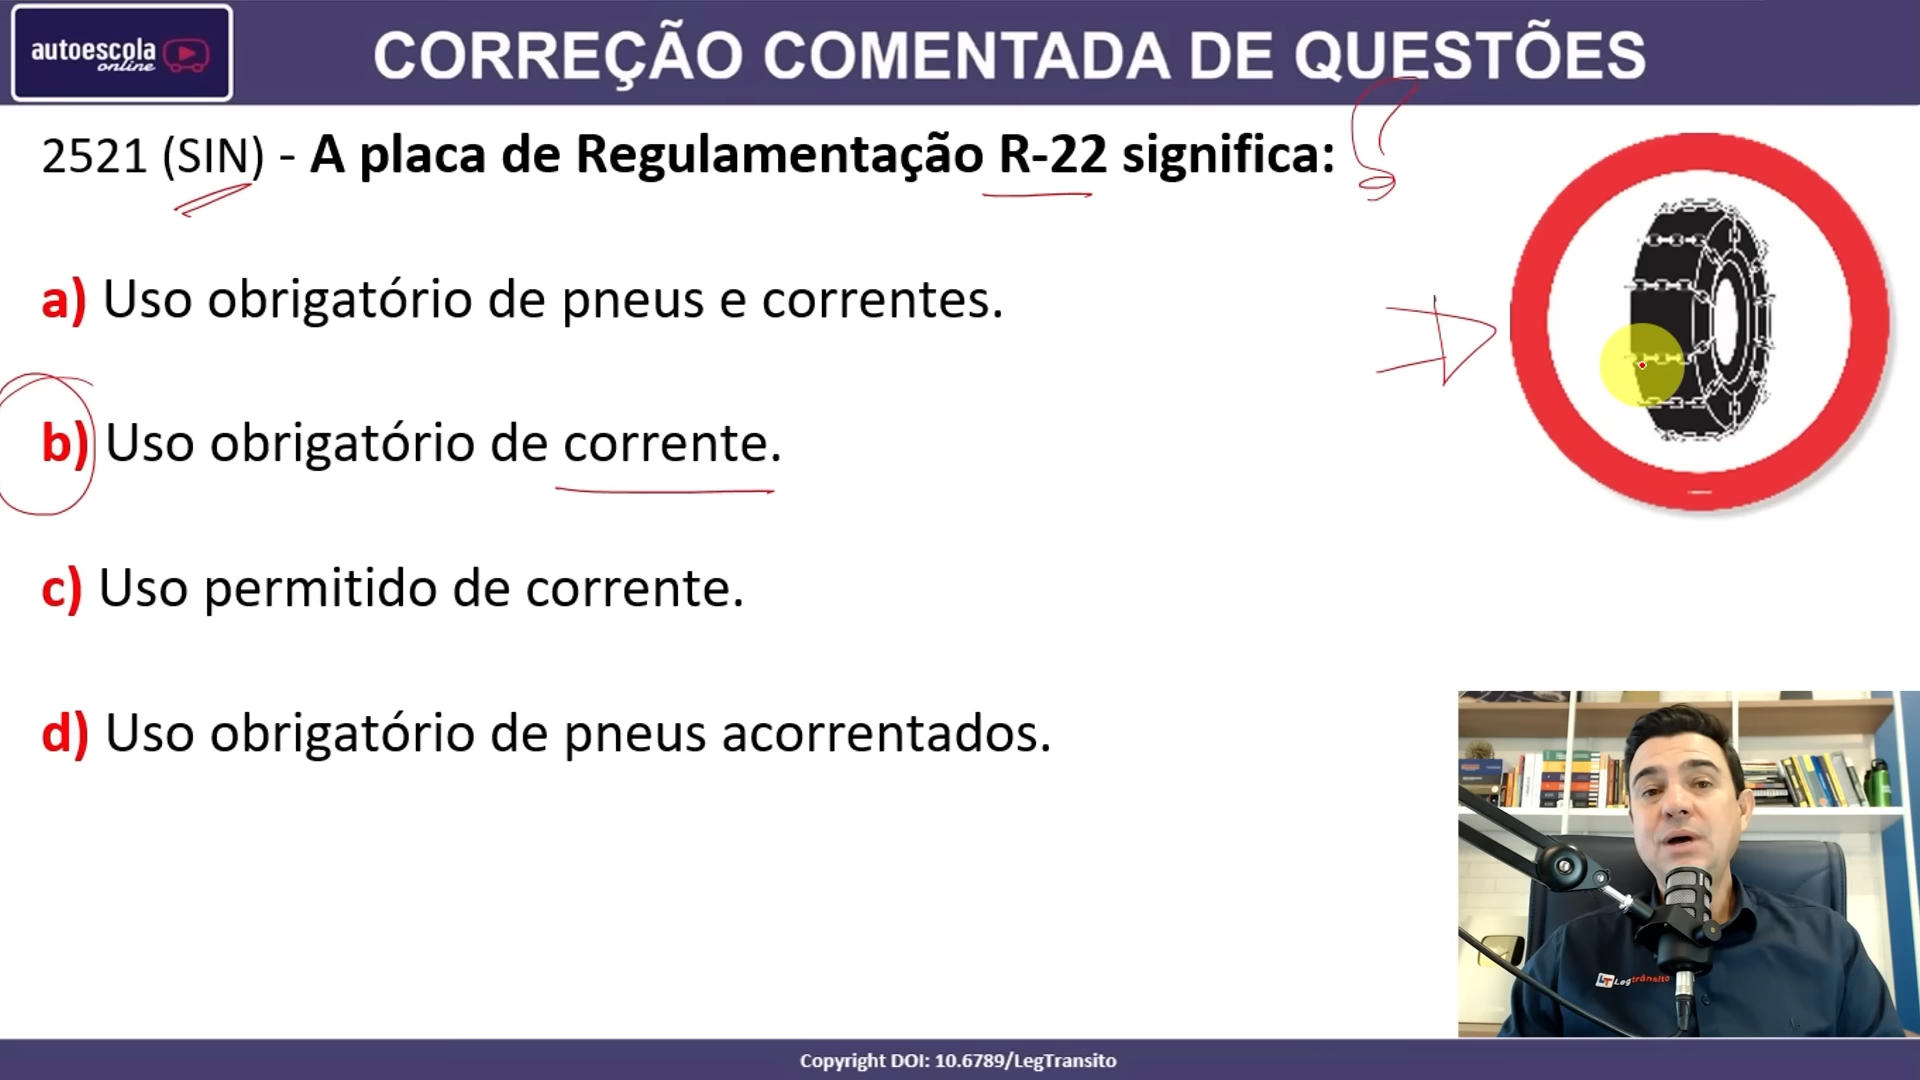 autoescola
online
CORREÇÃO COMENTADA DE QUESTÕES
2521 (SIN) - A placa de Regulamentação R-22 significa:
a) Uso obrigatório de pneus e correntes.
b) Uso obrigatório de corrente.
c) Uso permitido de corrente.
d) Uso obrigatório de pneus acorrentados.
Legtrânsito
Copyright DOI: 10.6789/LegTransito